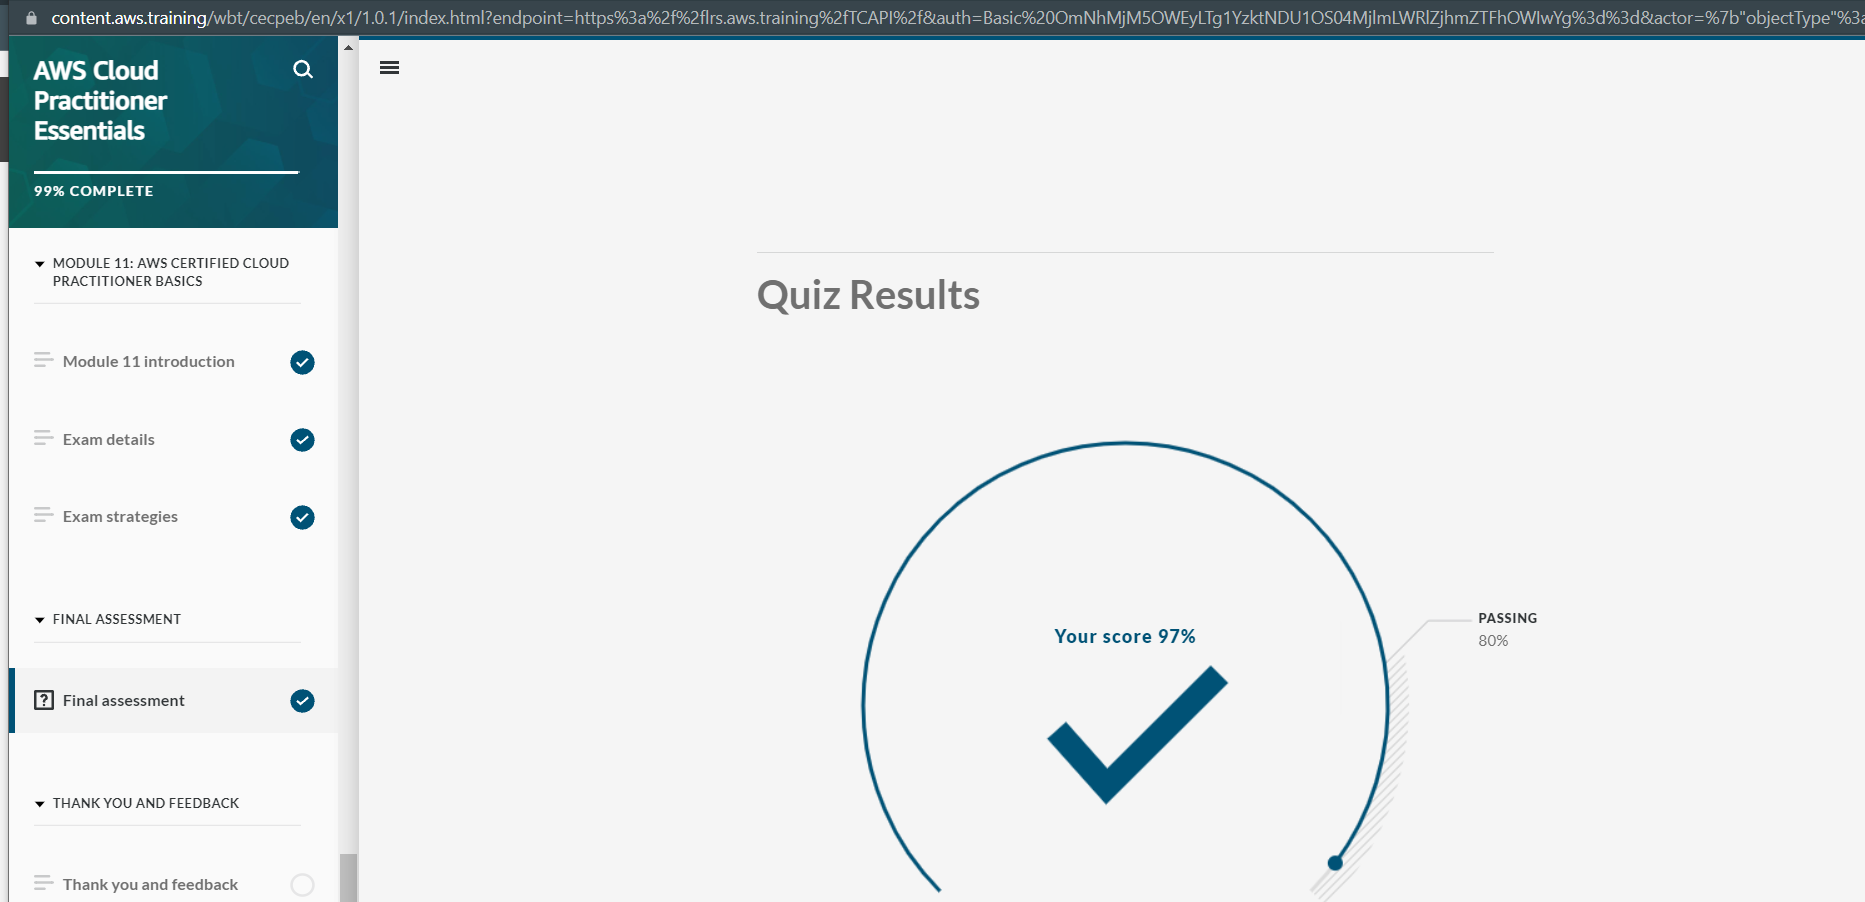 content.aws.training/wbt/cecpeb/en/x1/1.0.1/index.html?endpoint=https%3a%2f%2flrs.aws.training%2fTCAPI%2f&auth=Basic%20OmNhMjM5OWEyLTg1YzktNDU1OS04MjlmLWRlZjhmZTFhOWIwYg%3d%3d&actor=%7b"objectType"%3a
AWS Cloud
Practitioner
Essentials
99% COMPLETE
MODULE 11: AWS CERTIFIED CLOUD
PRACTITIONER BASICS
Module 11 introduction
Exam details
Exam strategies
FINAL ASSESSMENT
Final assessment
THANK YOU AND FEEDBACK
Thank you and feedback
Quiz Results
Your score 97%
PASSING
80%